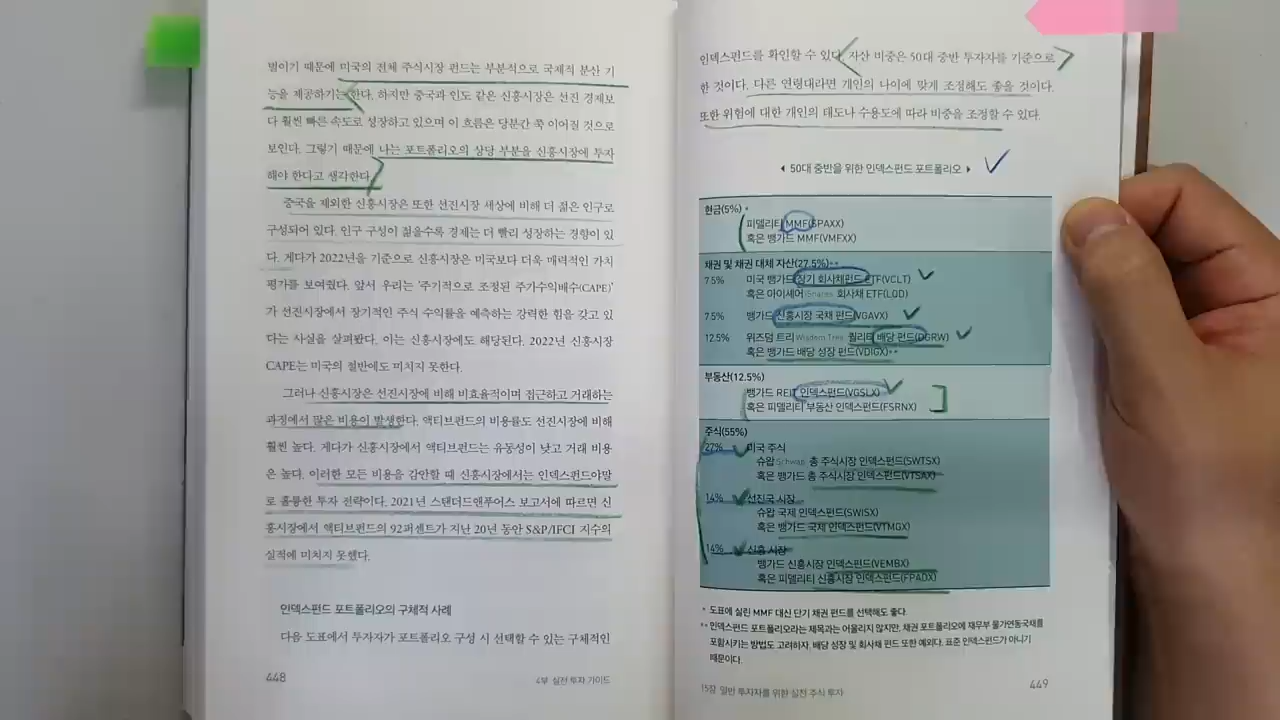 별이기 때문에 미국의 전체 주식시장 펀드는 부분적으로 국제적 분산 기
능을 제공하기는 한다. 하지만 중국과 인도 같은 신흥시장은 선진 경제보
다 훨씬 빠른 속도로 성장하고 있으며 이 흐름은 당분간 쭉 이어질 것으로
보인다. 그렇기 때문에 나는 포트폴리오의 상당 부분을 신흥시장에 투자
해야 한다고 생각한다.
중국을 제외한 신흥시장은 또한 선진시장 세상에 비해 더 젊은 인구로
구성되어 있다. 인구 구성이 젊을수록 경제는 더 빨리 성장하는 경향이 있
다. 게다가 2022년을 기준으로 신흥시장은 미국보다 더욱 매력적인 가치
평가를 보여줬다. 앞서 우리는 '주기적으로 조정된 주가수익배수(CAPE)'
가 선진시장에서 장기적인 주식 수익률을 예측하는 강력한 힘을 갖고 있
다는 사실을 살펴봤다. 이는 신흥시장에도 해당된다. 2022년 신흥시장
CAPE는 미국의 절반에도 미치지 못한다.
그러나 신흥시장은 선진시장에 비해 비효율적이며 접근하고 거래하는
과정에서 많은 비용이 발생한다. 액티브펀드의 비용률도 선진시장에 비해
훨씬 높다. 게다가 신흥시장에서 액티브펀드는 유동성이 낮고 거래 비용
은 높다. 이러한 모든 비용을 감안할 때 신흥시장에서는 인덱스펀드야말
로 훌륭한 투자 전략이다. 2021년 스탠더드앤푸어스 보고서에 따르면 신
흥시장에서 액티브펀드의 92퍼센트가 지난 20년 동안 S&P/IFCI 지수의
실적에 미치지 못했다.
인덱스펀드 포트폴리오의 구체적 사례
다음 도표에서 투자자가 포트폴리오 구성 시 선택할 수 있는 구체적인
448
4부 실전 투자 가이드
인덱스펀드를 확인할 수 있다. 자산 비중은 50대 중반 투자자를 기준으로
한 것이다. 다른 연령대라면 개인의 나이에 맞게 조정해도 좋을 것이다.
또한 위험에 대한 개인의 태도나 수용도에 따라 비중을 조정할 수 있다.
◀ 50대 중반을 위한 인덱스펀드 포트폴리오 ▶
현금(5%) *
피델리티 MMF(SPAXX)
혹은 뱅가드 MMF(VMFXX)
채권 및 채권 대체 자산(27.5%)**
7.5% 미국 뱅가드 장기 회사채펀드 ETF(VCLT)
혹은 아이셰어 iShares 회사채 ETF(LQD)
7.5% 뱅가드 신흥시장 국채 펀드(VGAVX)
12.5% 위즈덤 트리 Wisdom Tree 퀄리티 배당 펀드(DGRW)
혹은 뱅가드 배당 성장 펀드(VDIGX)**
부동산(12.5%)
뱅가드 REIT 인덱스펀드(VGSLX)
혹은 피델리티 부동산 인덱스펀드(FSRNX)
주식(55%)
27% 미국 주식
슈왑 Schwab 총 주식시장 인덱스펀드(SWTSX)
혹은 뱅가드 총 주식시장 인덱스펀드(VTSAX)
14% 선진국 시장
슈왑 국제 인덱스펀드(SWISX)
혹은 뱅가드 국제 인덱스펀드(VTMGX)
14% 신흥 시장
뱅가드 신흥시장 인덱스펀드(VEMBX)
혹은 피델리티 신흥시장 인덱스펀드(FPADX)
* 도표에 실린 MMF 대신 단기 채권 펀드를 선택해도 좋다.
** 인덱스펀드 포트폴리오라는 제목과는 어울리지 않지만, 채권 포트폴리오에 재무부 물가연동국채를
포함시키는 방법도 고려하자. 배당 성장 및 회사채 펀드 또한 예외다. 표준 인덱스펀드가 아니기
때문이다.
15장 일반 투자자를 위한 실전 주식 투자
449